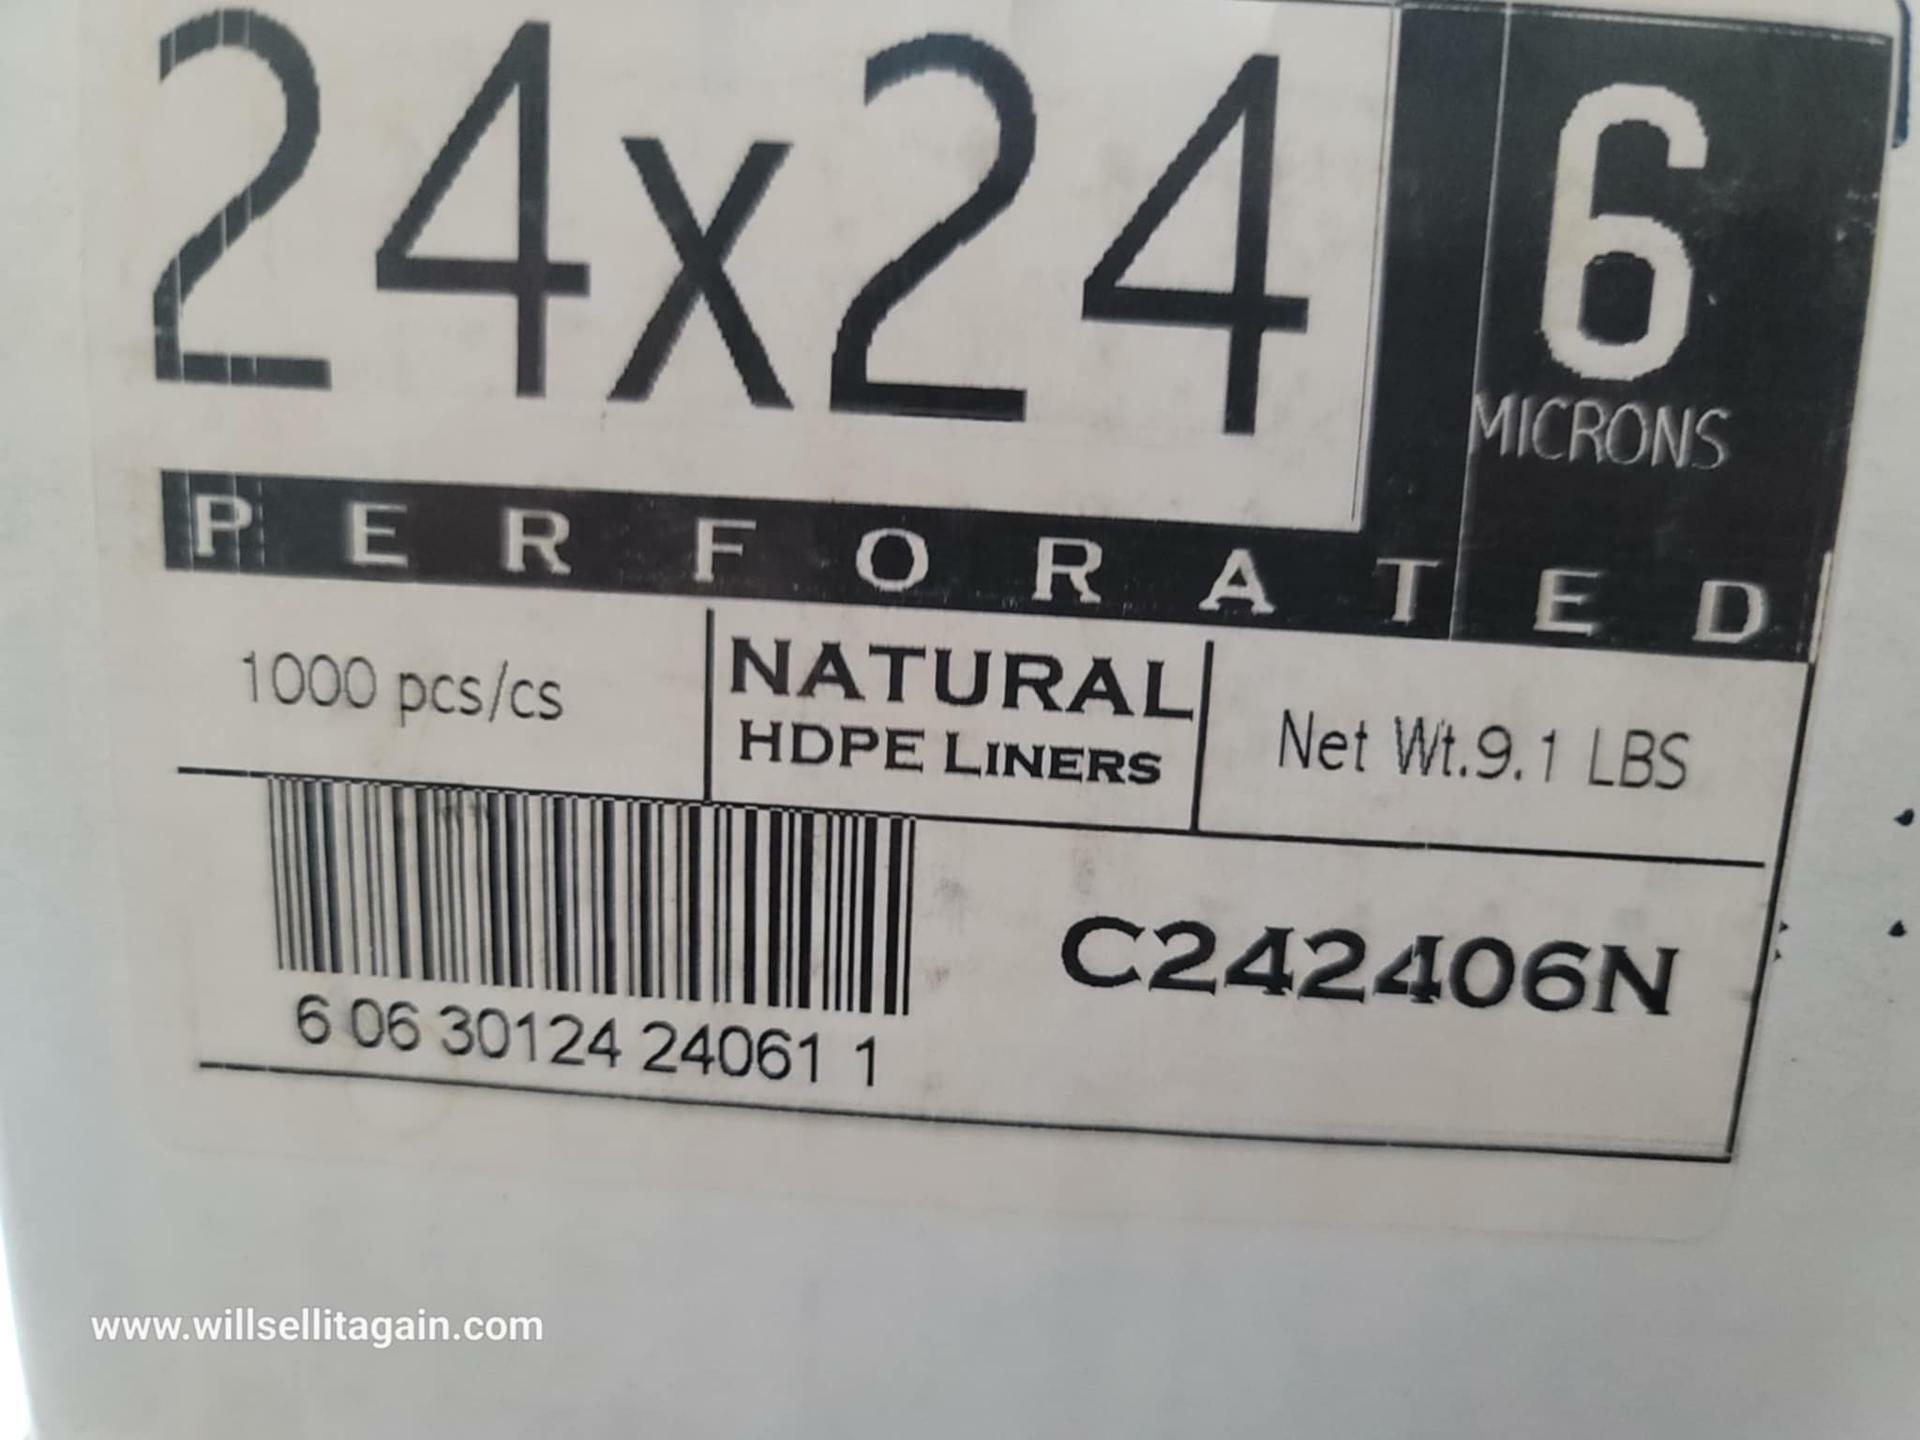 24x24
6
MICRONS
PERFORATED
1000 pcs/cs
NATURAL
HDPE LINERS
Net Wt.9.1 LBS
6 06 30124 24061 1
C242406N
www.willsellitagain.com